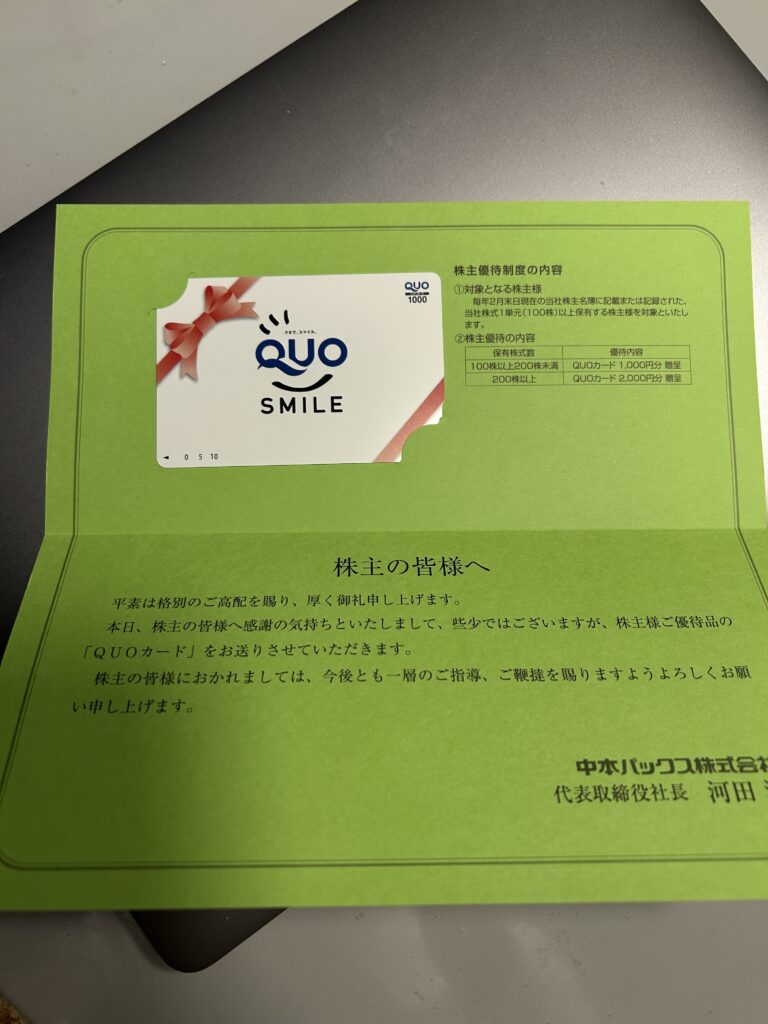 QUO
1000
つかって、スマイル。
QUO
SMILE
0 5 10
株主優待制度の内容
①対象となる株主様
毎年2月末日現在の当社株主名簿に記載または記録された、
当社株式1単元(100株)以上保有する株主様を対象といたし
ます。
②株主優待の内容
保有株式数 優待内容
100株以上200株未満 QUOカード 1,000円分 贈呈
200株以上 QUOカード 2,000円分 贈呈
株主の皆様へ
平素は格別のご高配を賜り、厚く御礼申し上げます。
本日、株主の皆様へ感謝の気持ちといたしまして、些少ではございますが、株主様ご優待品の
「QUOカード」をお送りさせていただきます。
株主の皆様におかれましては、今後とも一層のご指導、ご鞭撻を賜りますようよろしくお願
い申し上げます。
中本パックス株式会社
代表取締役社長 河田